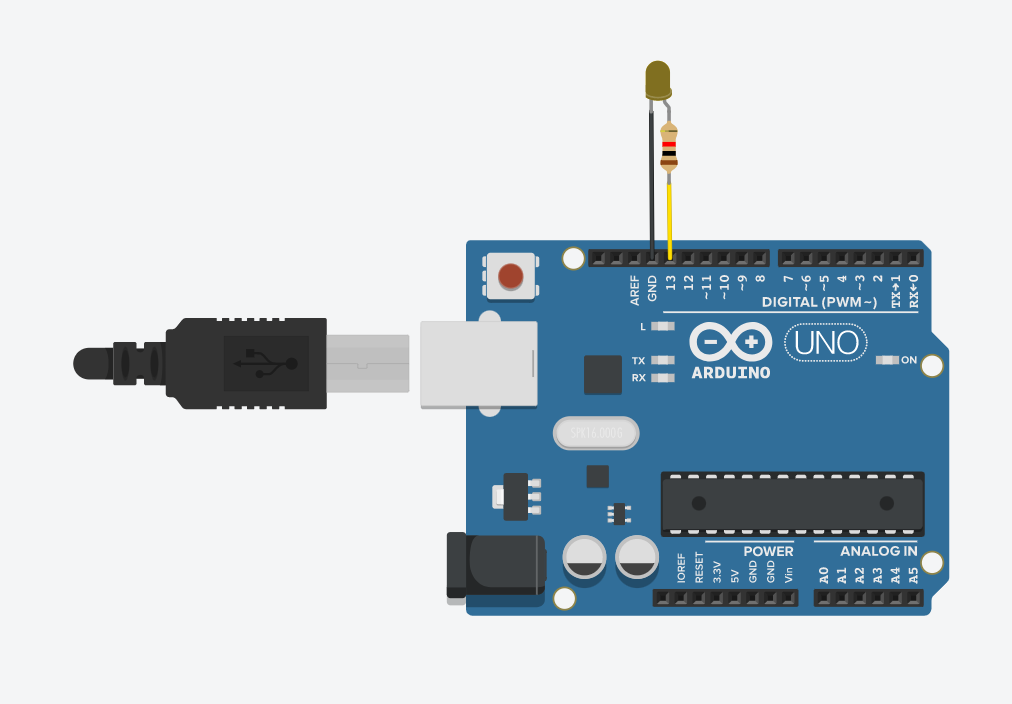 AREF
GND
13
12
~11
~10
~9
8
7
~6
~5
4
~3
2
TX→1
RX←0
DIGITAL (PWM~)
L
TX
RX
ARDUINO
UNO
ON
SPK16.000G
POWER
ANALOG IN
IOREF
RESET
3.3V
5V
GND
GND
Vin
A0
A1
A2
A3
A4
A5